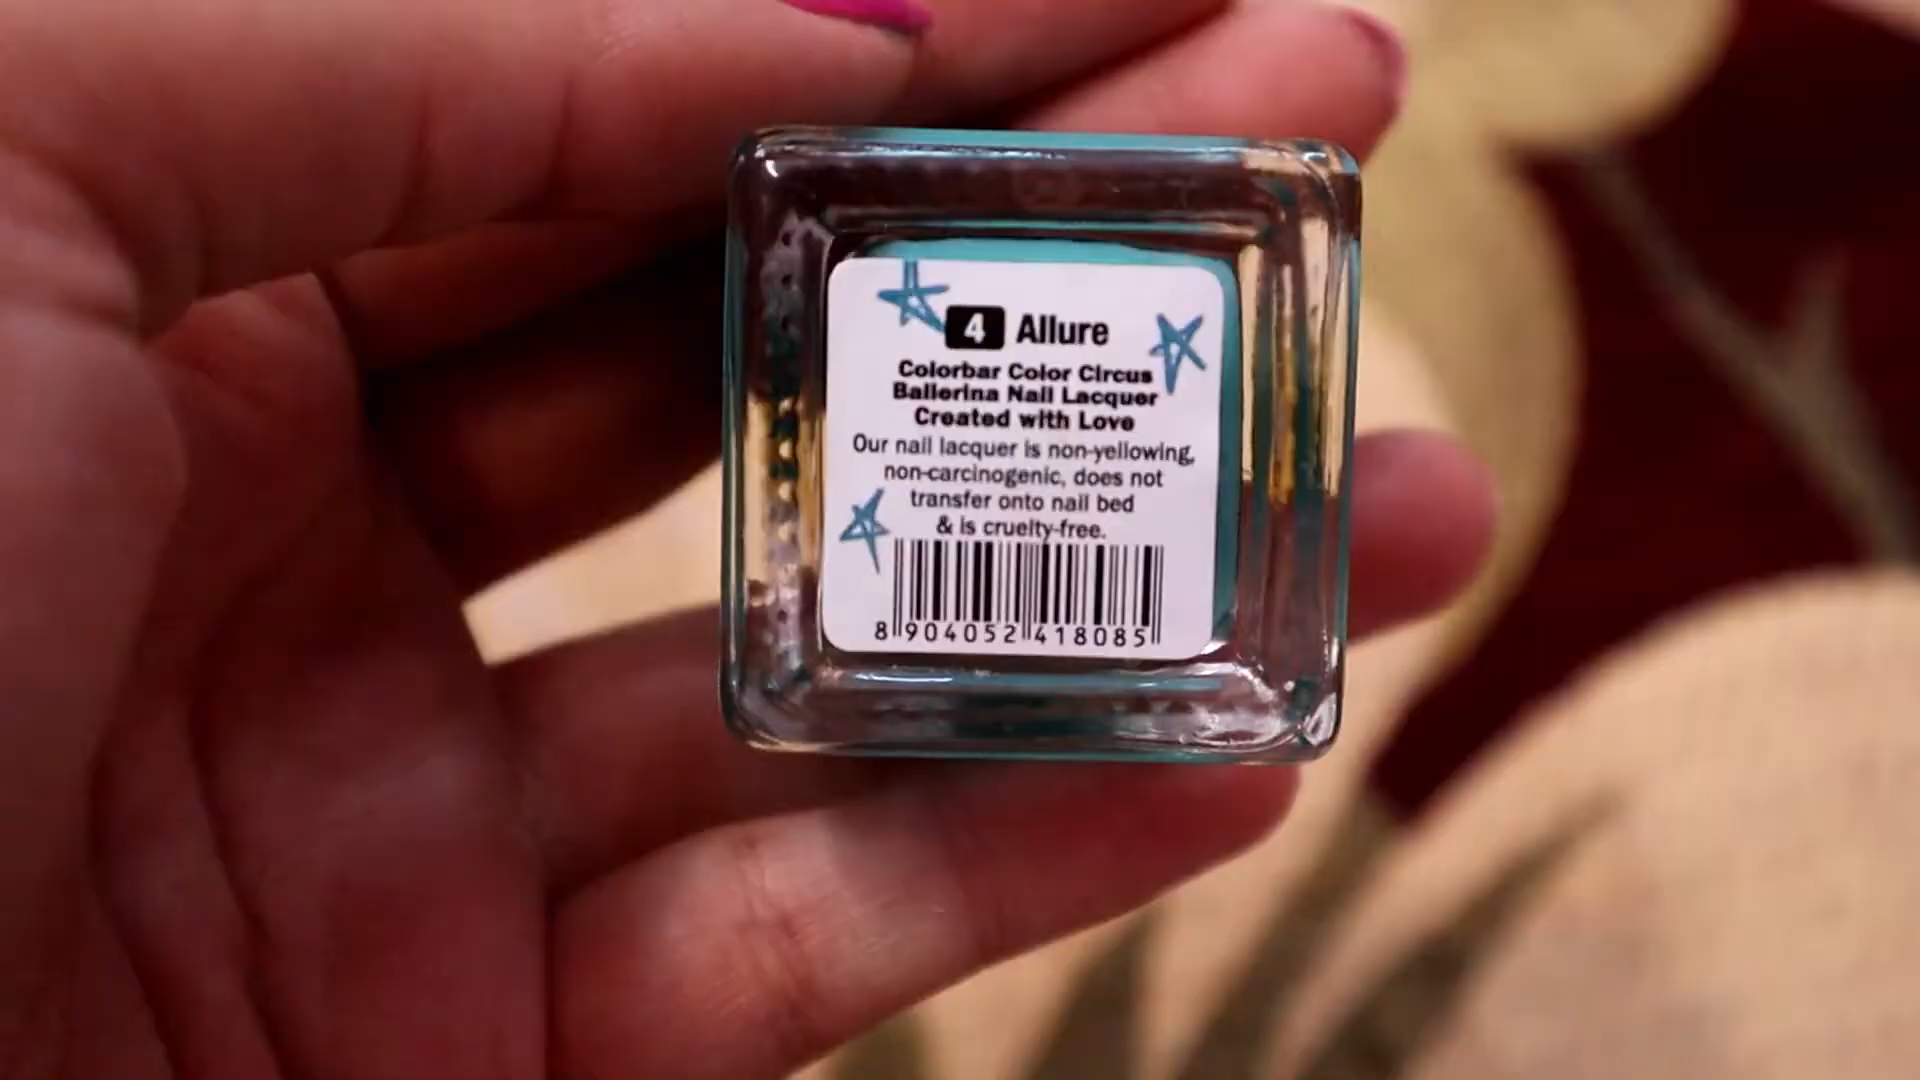 4 Allure
Colorbar Color Circus
Ballerina Nail Lacquer
Created with Love
Our nail lacquer is non-yellowing,
non-carcinogenic, does not
transfer onto nail bed
& is cruelty-free.
8 904052 418085